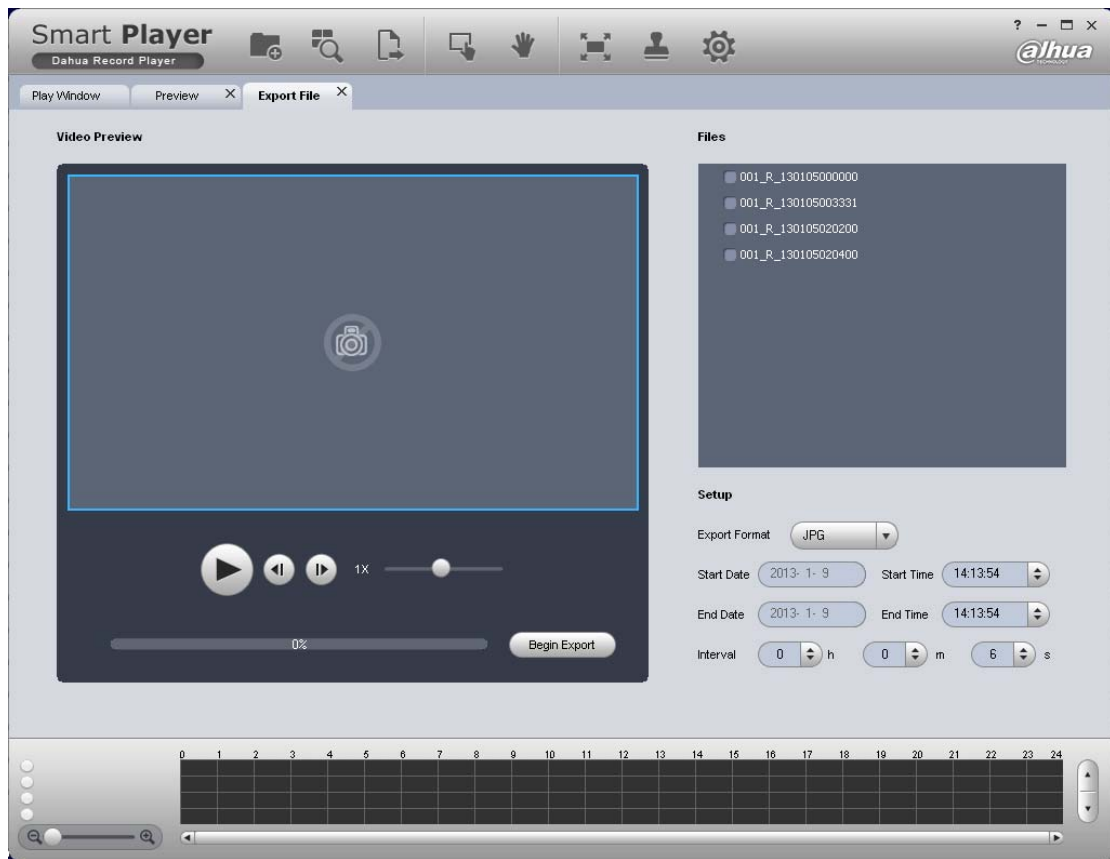 Smart Player
Dahua Record Player
? – □ ×
alhua
TECHNOLOGY
Play Window Preview X Export File X
Video Preview
Files
001_R_130105000000
001_R_130105003331
001_R_130105020200
001_R_130105020400
Setup
Export Format JPG
1X
Start Date 2013- 1- 9 Start Time 14:13:54
End Date 2013- 1- 9 End Time 14:13:54
0% Begin Export
Interval 0 h 0 m 6 s
0 1 2 3 4 5 6 7 8 9 10 11 12 13 14 15 16 17 18 19 20 21 22 23 24